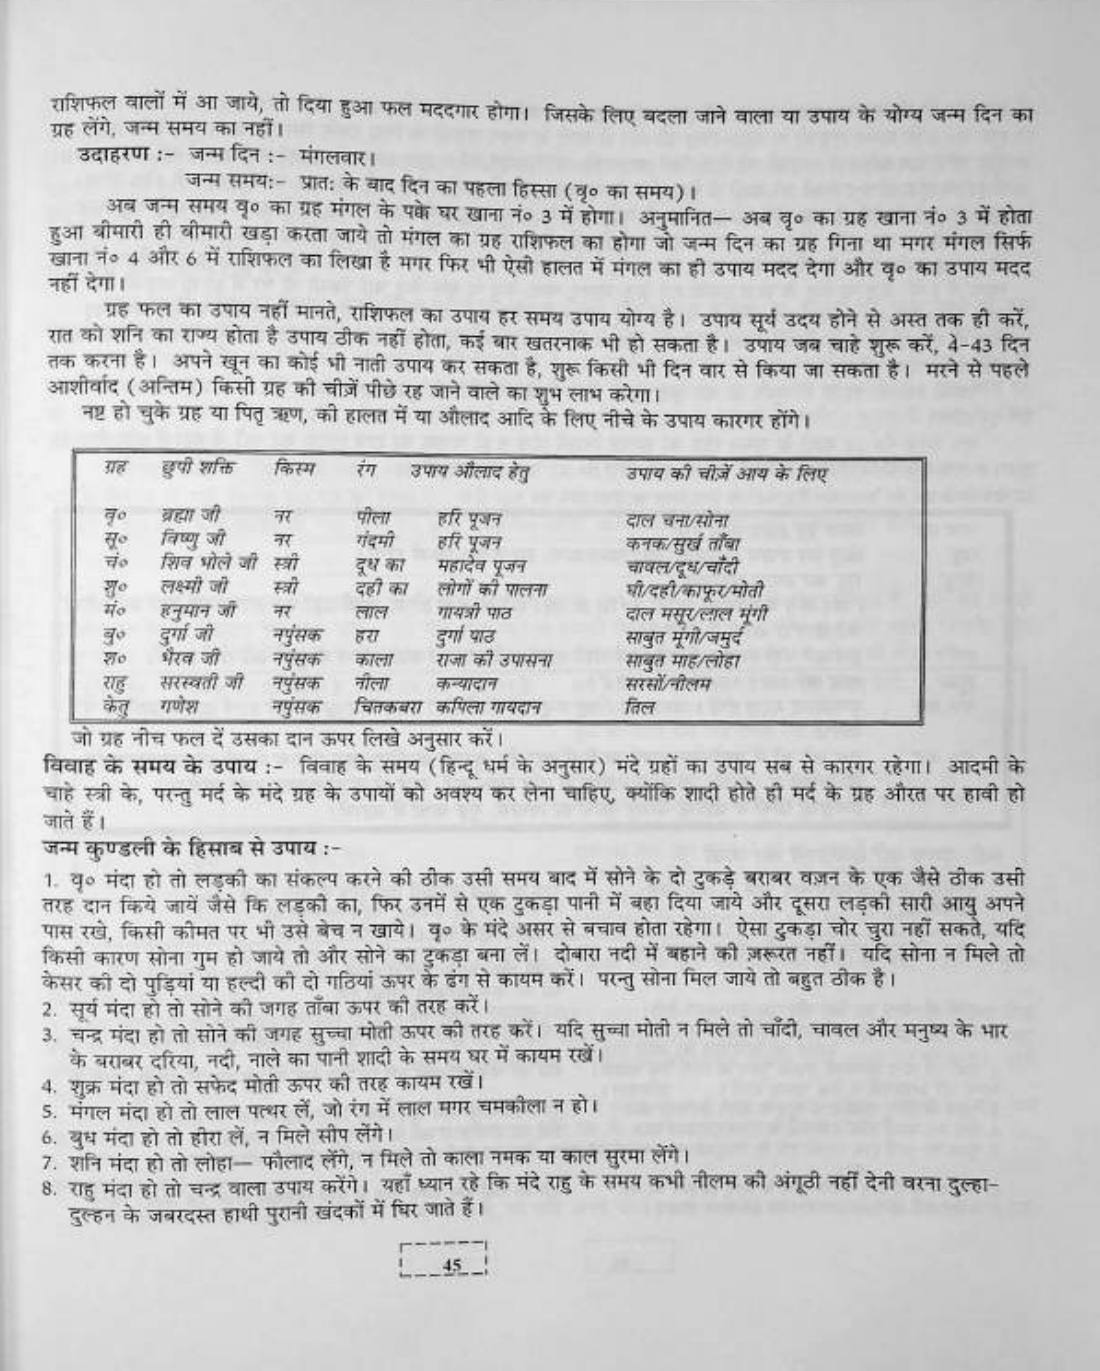 राशिफल वालों में आ जाये, तो दिया हुआ फल मददगार होगा। जिसके लिए बदला जाने वाला या उपाय के योग्य जन्म दिन का
ग्रह लेंगे, जन्म समय का नहीं।
उदाहरण :- जन्म दिन :- मंगलवार।
जन्म समय:- प्रात: के बाद दिन का पहला हिस्सा (वृ० का समय)।
अब जन्म समय वृ० का ग्रह मंगल के पक्के घर खाना नं० 3 में होगा। अनुमानित— अब वृ० का ग्रह खाना नं० 3 में होता
हुआ बीमारी ही बीमारी खड़ा करता जाये तो मंगल का ग्रह राशिफल का होगा जो जन्म दिन का ग्रह गिना था मगर मंगल सिर्फ
खाना नं० 4 और 6 में राशिफल का लिखा है मगर फिर भी ऐसी हालत में मंगल का ही उपाय मदद देगा और वृ० का उपाय मदद
नहीं देगा।
ग्रह फल का उपाय नहीं मानते, राशिफल का उपाय हर समय उपाय योग्य है। उपाय सूर्य उदय होने से अस्त तक ही करें,
रात को शनि का राज्य होता है उपाय ठीक नहीं होता, कई बार खतरनाक भी हो सकता है। उपाय जब चाहे शुरू करें, 4-43 दिन
तक करना है। अपने खून का कोई भी नाती उपाय कर सकता है, शुरू किसी भी दिन वार से किया जा सकता है। मरने से पहले
आशीर्वाद (अन्तिम) किसी ग्रह की चीज़ें पीछे रह जाने वाले का शुभ लाभ करेगा।
नष्ट हो चुके ग्रह या पितृ ऋण, की हालत में या औलाद आदि के लिए नीचे के उपाय कारगर होंगे।
ग्रह छुपी शक्ति किस्म रंग उपाय औलाद हेतु उपाय की चीज़ें आय के लिए
वृ० ब्रह्मा जी नर पीला हरि पूजन दाल चना/सोना
सू० विष्णु जी नर गंदमी हरि पूजन कनक/सुर्ख ताँबा
चं० शिव भोले जी स्त्री दूध का महादेव पूजन चावल/दूध/चाँदी
शु० लक्ष्मी जी स्त्री दही का लोगों की पालना घी/दही/काफूर/मोती
मं० हनुमान जी नर लाल गायत्री पाठ दाल मसूर/लाल मूंगी
बु० दुर्गा जी नपुंसक हरा दुर्गा पाठ साबुत मूंगी/जमुर्द
श० भैरव जी नपुंसक काला राजा की उपासना साबुत माह/लोहा
राहु सरस्वती जी नपुंसक नीला कन्यादान सरसों/नीलम
केतु गणेश नपुंसक चितकबरा कपिला गायदान तिल
जो ग्रह नीच फल दें उसका दान ऊपर लिखे अनुसार करें।
विवाह के समय के उपाय :- विवाह के समय (हिन्दू धर्म के अनुसार) मंदे ग्रहों का उपाय सब से कारगर रहेगा। आदमी के
चाहे स्त्री के, परन्तु मर्द के मंदे ग्रह के उपायों को अवश्य कर लेना चाहिए, क्योंकि शादी होते ही मर्द के ग्रह औरत पर हावी हो
जाते हैं।
जन्म कुण्डली के हिसाब से उपाय :-
1. वृ० मंदा हो तो लड़की का संकल्प करने की ठीक उसी समय बाद में सोने के दो टुकड़े बराबर वज़न के एक जैसे ठीक उसी
तरह दान किये जायें जैसे कि लड़की का, फिर उनमें से एक टुकड़ा पानी में बहा दिया जाये और दूसरा लड़की सारी आयु अपने
पास रखे, किसी कीमत पर भी उसे बेच न खाये। वृ० के मंदे असर से बचाव होता रहेगा। ऐसा टुकड़ा चोर चुरा नहीं सकते, यदि
किसी कारण सोना गुम हो जाये तो और सोने का टुकड़ा बना लें। दोबारा नदी में बहाने की ज़रूरत नहीं। यदि सोना न मिले तो
केसर की दो पुड़ियां या हल्दी की दो गठियां ऊपर के ढंग से कायम करें। परन्तु सोना मिल जाये तो बहुत ठीक है।
2. सूर्य मंदा हो तो सोने की जगह ताँबा ऊपर की तरह करें।
3. चन्द्र मंदा हो तो सोने की जगह सुच्चा मोती ऊपर की तरह करें। यदि सुच्चा मोती न मिले तो चाँदी, चावल और मनुष्य के भार
के बराबर दरिया, नदी, नाले का पानी शादी के समय घर में कायम रखें।
4. शुक्र मंदा हो तो सफेद मोती ऊपर की तरह कायम रखें।
5. मंगल मंदा हो तो लाल पत्थर लें, जो रंग में लाल मगर चमकीला न हो।
6. बुध मंदा हो तो हीरा लें, न मिले सीप लेंगे।
7. शनि मंदा हो तो लोहा— फौलाद लेंगे, न मिले तो काला नमक या काल सुरमा लेंगे।
8. राहु मंदा हो तो चन्द्र वाला उपाय करेंगे। यहाँ ध्यान रहे कि मंदे राहु के समय कभी नीलम की अंगूठी नहीं देनी वरना दुल्हा-
दुल्हन के जबरदस्त हाथी पुरानी खंदकों में घिर जाते हैं।
45